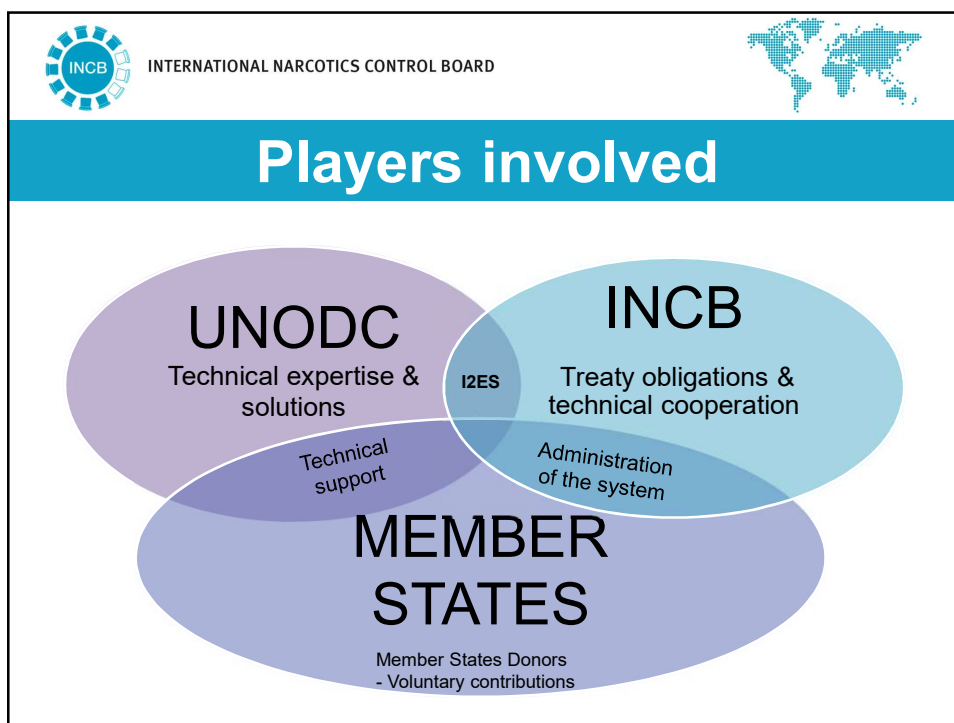 INCB
INTERNATIONAL NARCOTICS CONTROL BOARD
Players involved
UNODC
Technical expertise &
solutions
I2ES
INCB
Treaty obligations &
technical cooperation
Technical
support
Administration
of the system
MEMBER
STATES
Member States Donors
- Voluntary contributions